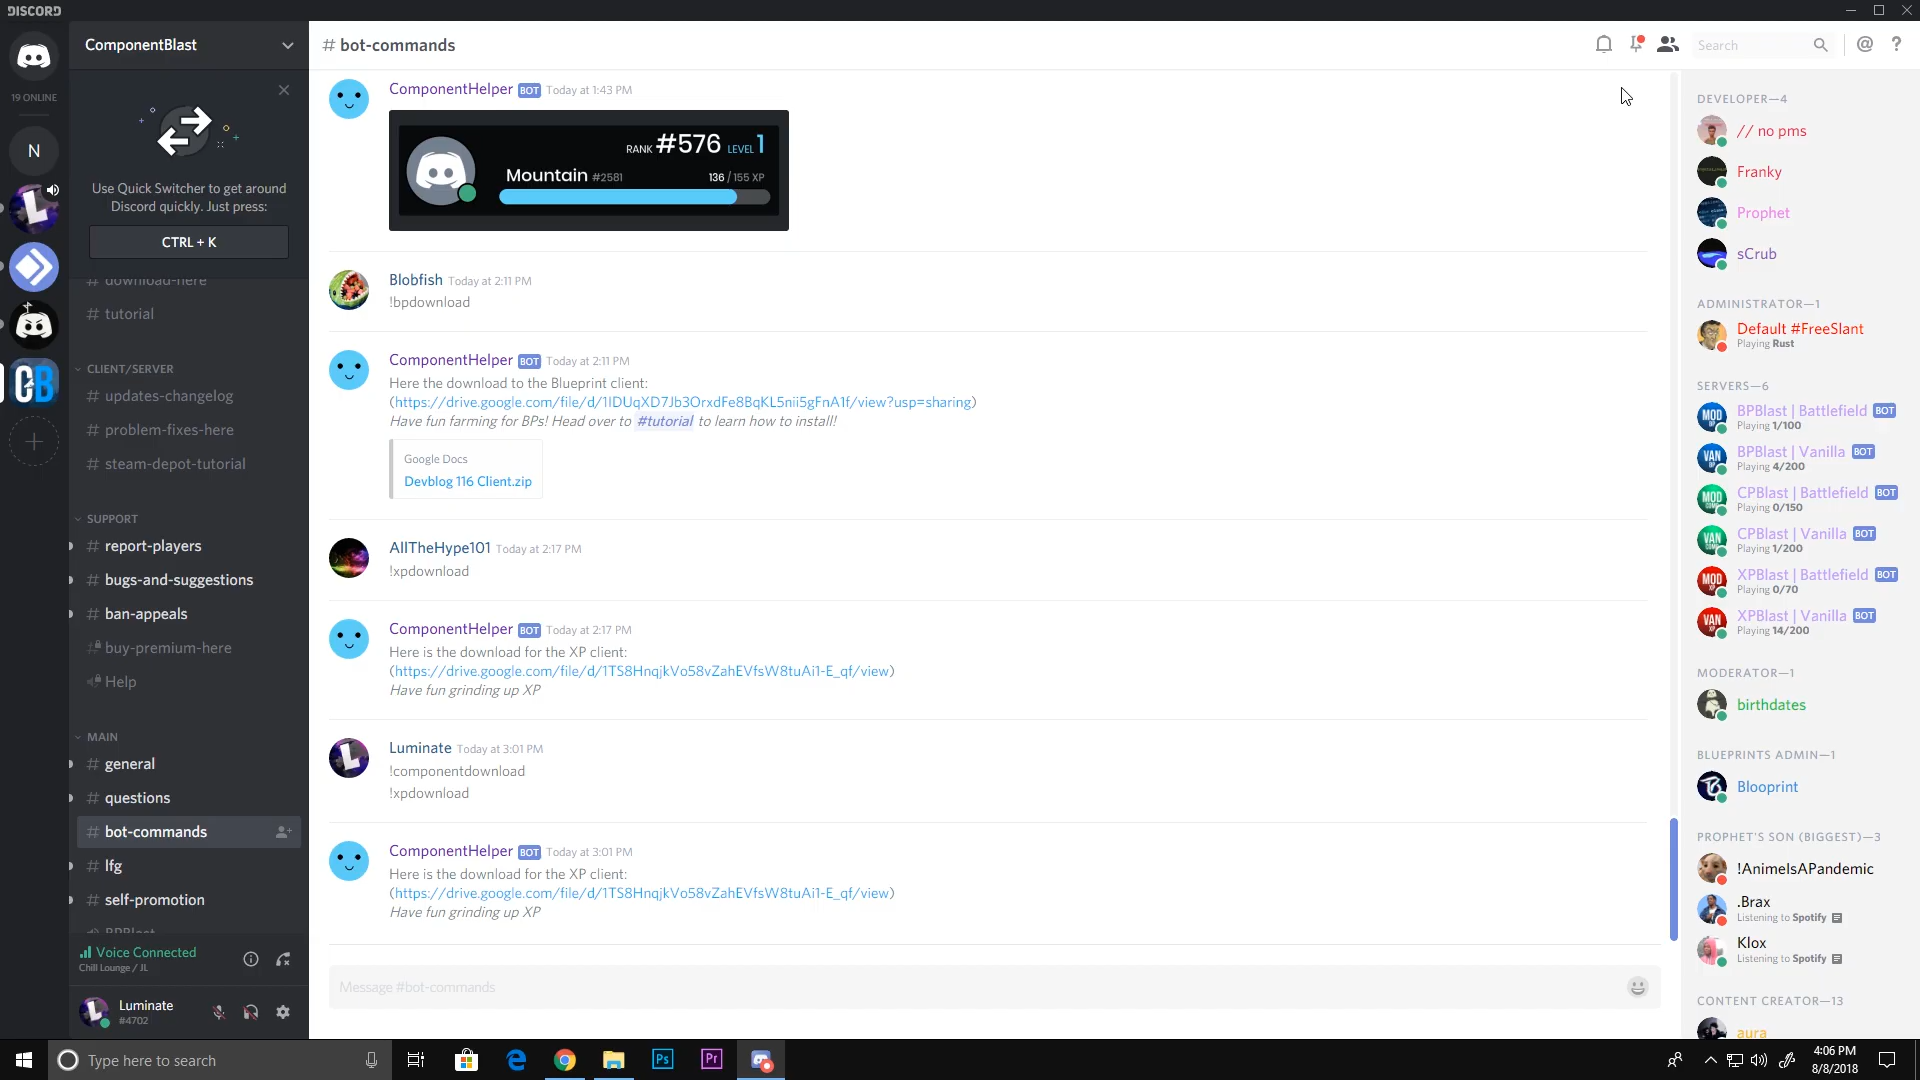 DISCORD
19 ONLINE
N
ComponentBlast
Use Quick Switcher to get around
Discord quickly. Just press:
CTRL + K
# download-here
# tutorial
CLIENT/SERVER
# updates-changelog
# problem-fixes-here
# steam-depot-tutorial
SUPPORT
# report-players
# bugs-and-suggestions
# ban-appeals
# buy-premium-here
Help
MAIN
# general
# questions
# bot-commands
# lfg
# self-promotion
BPBlast
Voice Connected
Chill Lounge / JL
Luminate
#4702
# bot-commands
Search
@ ?
ComponentHelper BOT Today at 1:43 PM
RANK #576 LEVEL 1
Mountain #2581 136 / 155 XP
Blobfish Today at 2:11 PM
!bpdownload
ComponentHelper BOT Today at 2:11 PM
Here the download to the Blueprint client:
(https://drive.google.com/file/d/1IDUqXD7Jb3OrxdFe8BqKL5nii5gFnA1f/view?usp=sharing)
Have fun farming for BPs! Head over to #tutorial to learn how to install!
Google Docs
Devblog 116 Client.zip
AllTheHype101 Today at 2:17 PM
!xpdownload
ComponentHelper BOT Today at 2:17 PM
Here is the download for the XP client:
(https://drive.google.com/file/d/1TS8HnqjkVo58vZahEVfsW8tuAi1-E_qf/view)
Have fun grinding up XP
Luminate Today at 3:01 PM
!componentdownload
!xpdownload
ComponentHelper BOT Today at 3:01 PM
Here is the download for the XP client:
(https://drive.google.com/file/d/1TS8HnqjkVo58vZahEVfsW8tuAi1-E_qf/view)
Have fun grinding up XP
Message #bot-commands
DEVELOPER—4
// no pms
Franky
Prophet
sCrub
ADMINISTRATOR—1
Default #FreeSlant
Playing Rust
SERVERS—6
BPBlast | Battlefield BOT
Playing 1/100
BPBlast | Vanilla BOT
Playing 4/200
CPBlast | Battlefield BOT
Playing 0/150
CPBlast | Vanilla BOT
Playing 1/200
XPBlast | Battlefield BOT
Playing 0/70
XPBlast | Vanilla BOT
Playing 14/200
MODERATOR—1
birthdates
BLUEPRINTS ADMIN—1
Blooprint
PROPHET'S SON (BIGGEST)—3
!AnimeIsAPandemic
.Brax
Listening to Spotify
Klox
Listening to Spotify
CONTENT CREATOR—13
aura
Type here to search
Ps
Pr
4:06 PM
8/8/2018